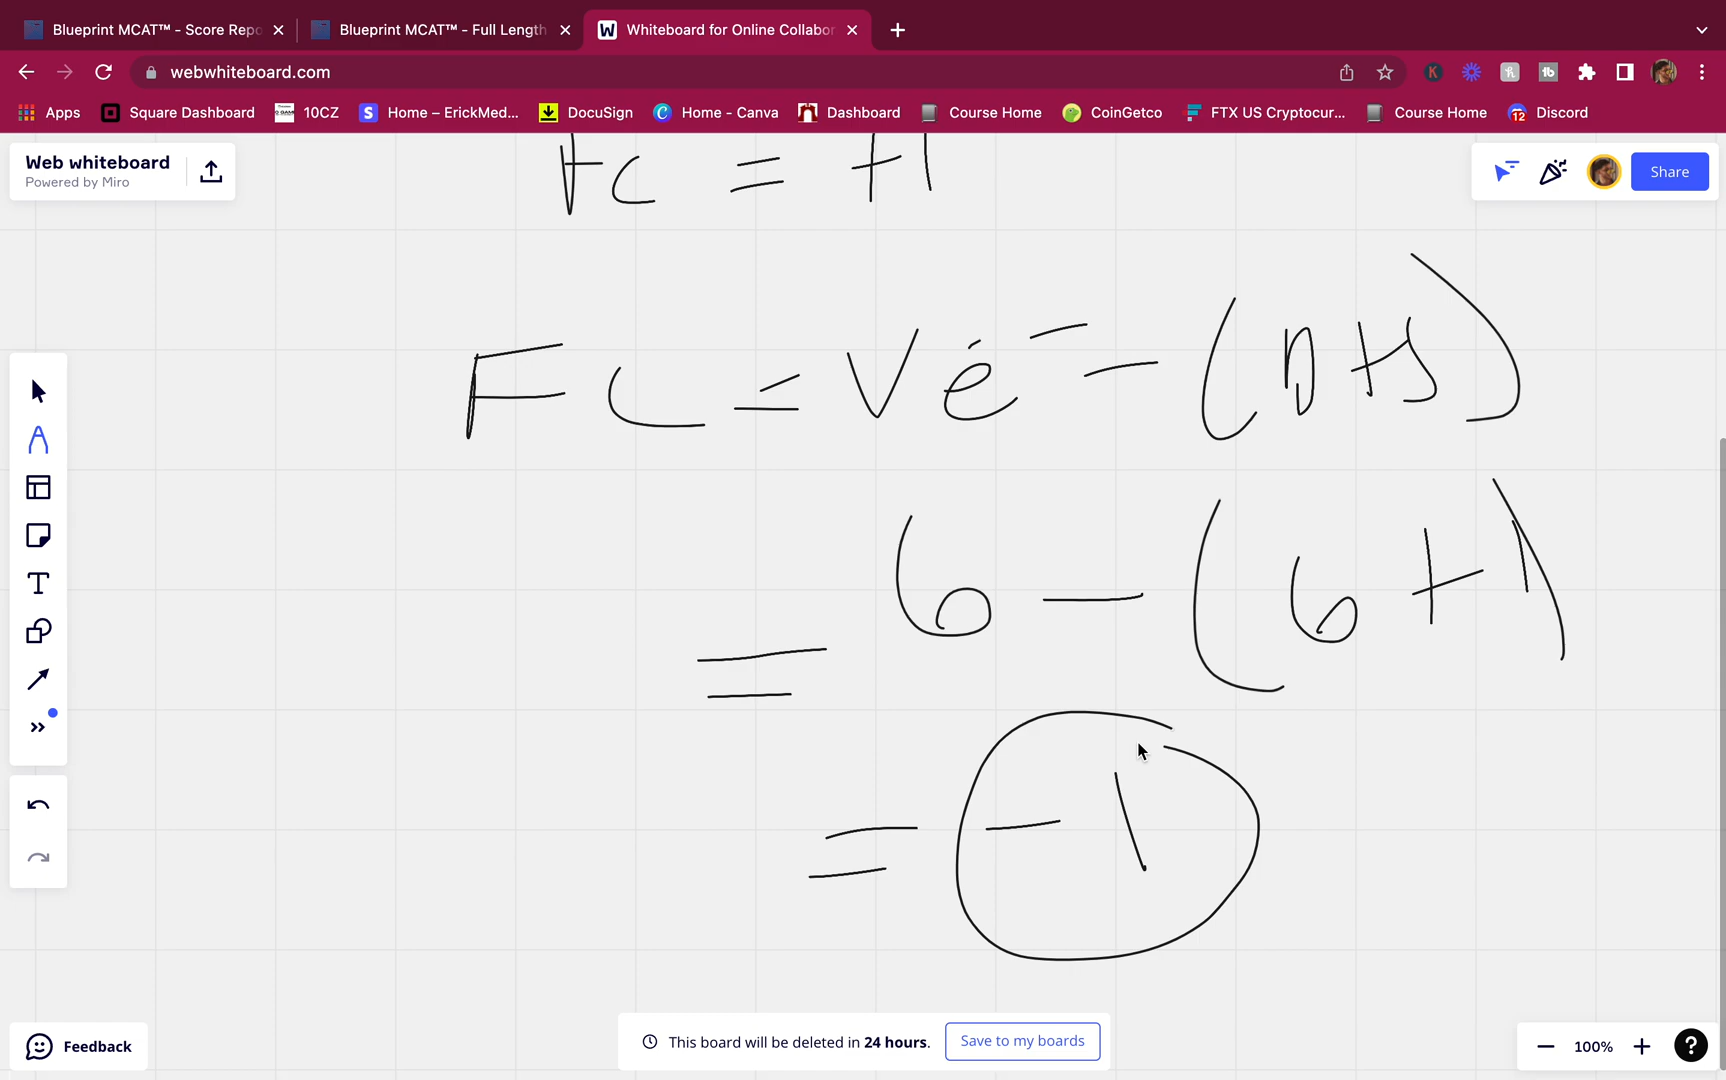 Blueprint MCAT™ - Score Repo
Blueprint MCAT™ - Full Length
Whiteboard for Online Collabor
webwhiteboard.com
Apps
Square Dashboard
10CZ
Home – ErickMed...
DocuSign
Home - Canva
Dashboard
Course Home
CoinGetco
FTX US Cryptocur...
Course Home
12
Discord
Web whiteboard
Powered by Miro
Share
FC = +1
FC = Ve⁻ - (D+S)
= 6 - (6+1)
= -1
Feedback
This board will be deleted in 24 hours.
Save to my boards
100%